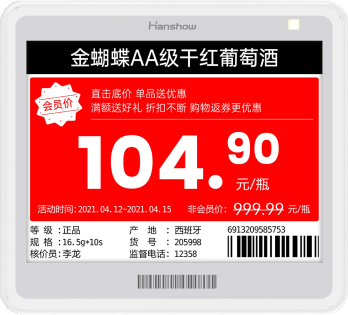 Hanshow
金蝴蝶AA级干红葡萄酒
会员价
直击底价 单品送优惠
满额送好礼 折扣不断 购物返券更优惠
104.90 元/瓶
活动时间:2021.04.12-2021.04.15 非会员价: 999.99 元/瓶
等 级 :正品 产 地 :西班牙 6913209585753
规 格 :16.5g+10s 货 号 :205998
核价员:李龙 监督电话:12358